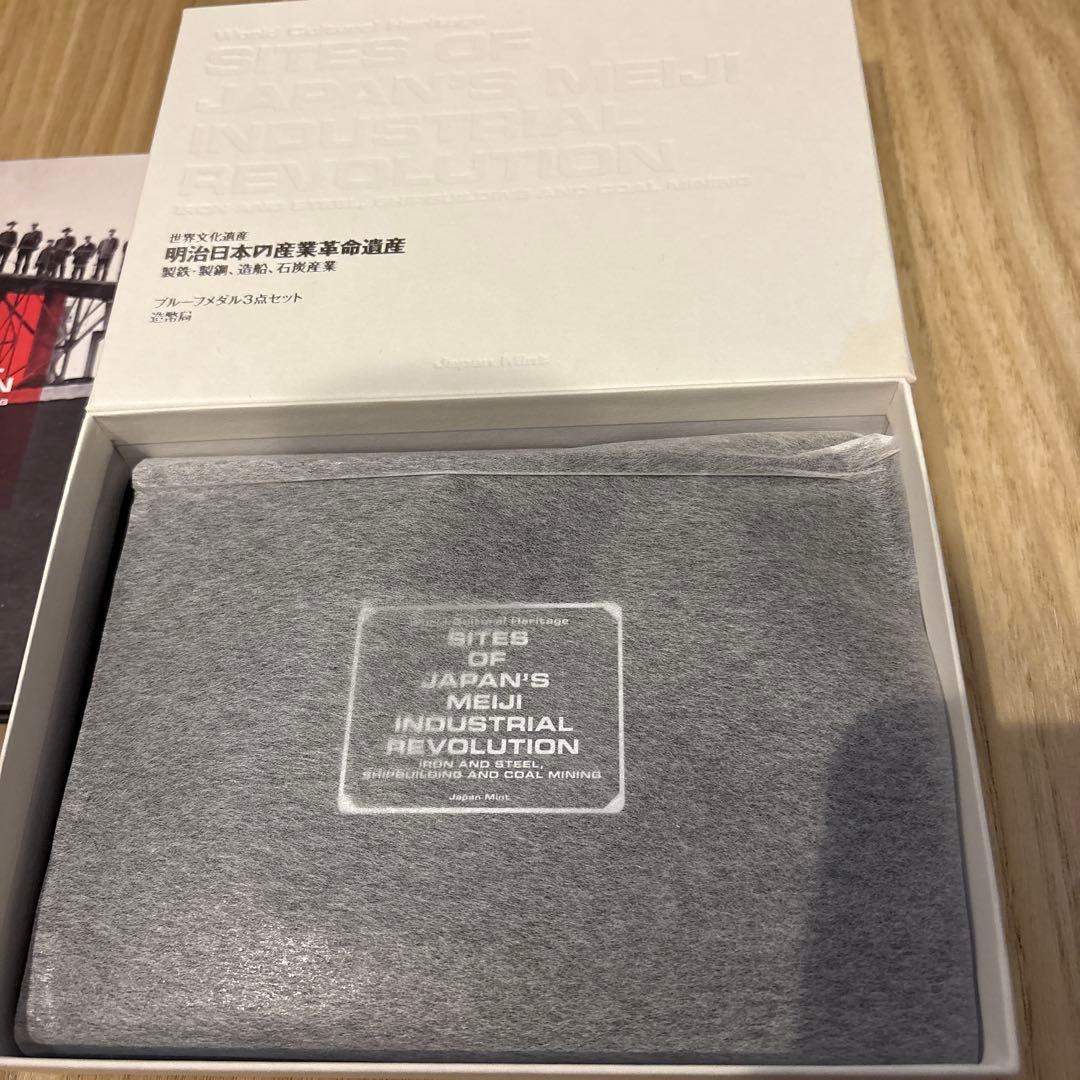 World Cultural Heritage
SITES OF
JAPAN'S MEIJI
INDUSTRIAL
REVOLUTION
IRON AND STEEL, SHIPBUILDING AND COAL MINING
世界文化遺産
明治日本の産業革命遺産
製鉄・製鋼、造船、石炭産業
プルーフメダル3点セット
造幣局
Japan Mint
World Cultural Heritage
SITES
OF
JAPAN'S
MEIJI
INDUSTRIAL
REVOLUTION
IRON AND STEEL,
SHIPBUILDING AND COAL MINING
Japan Mint